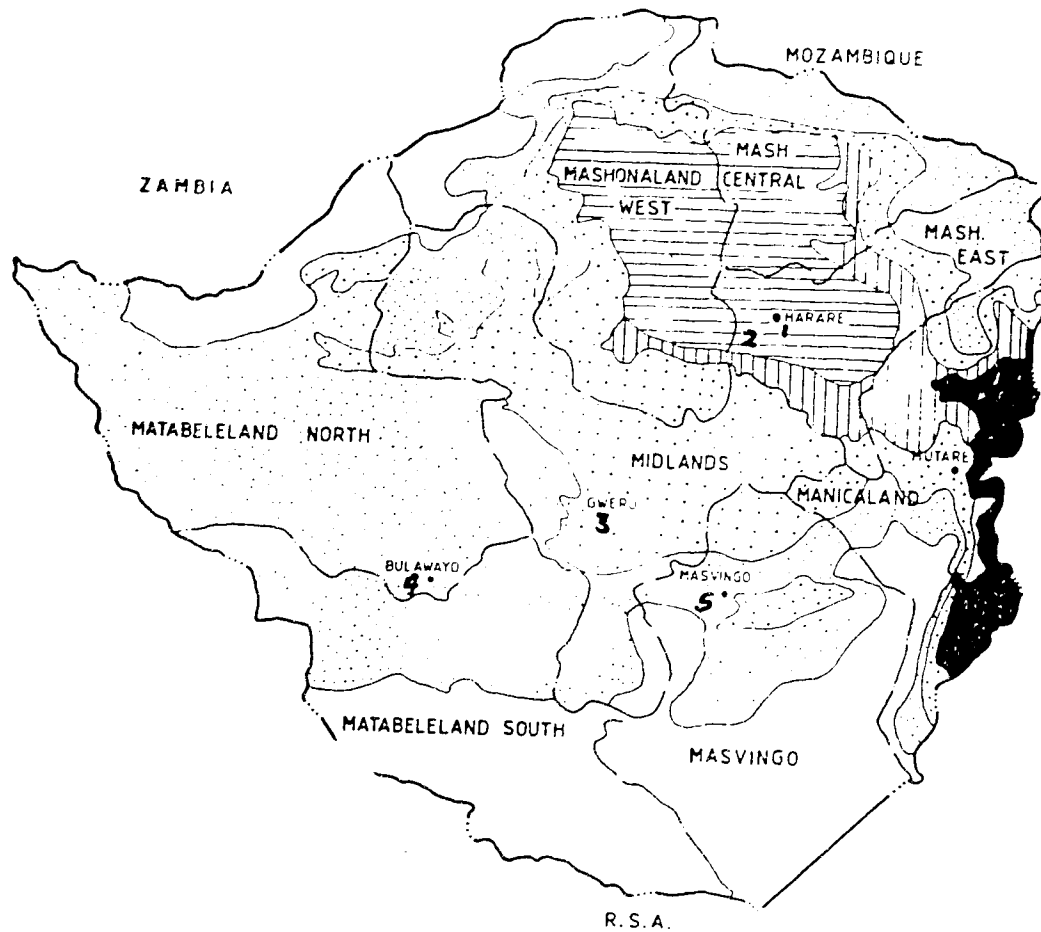 MOZAMBIQUE
ZAMBIA
MASH
MASHONALAND CENTRAL
WEST
MASH.
EAST
HARARE
2 1
MATABELELAND NORTH
MIDLANDS
MUTARE
MANICALAND
GWERU
3
BULAWAYO
4
MASVINGO
5
MATABELELAND SOUTH
MASVINGO
R.S.A.